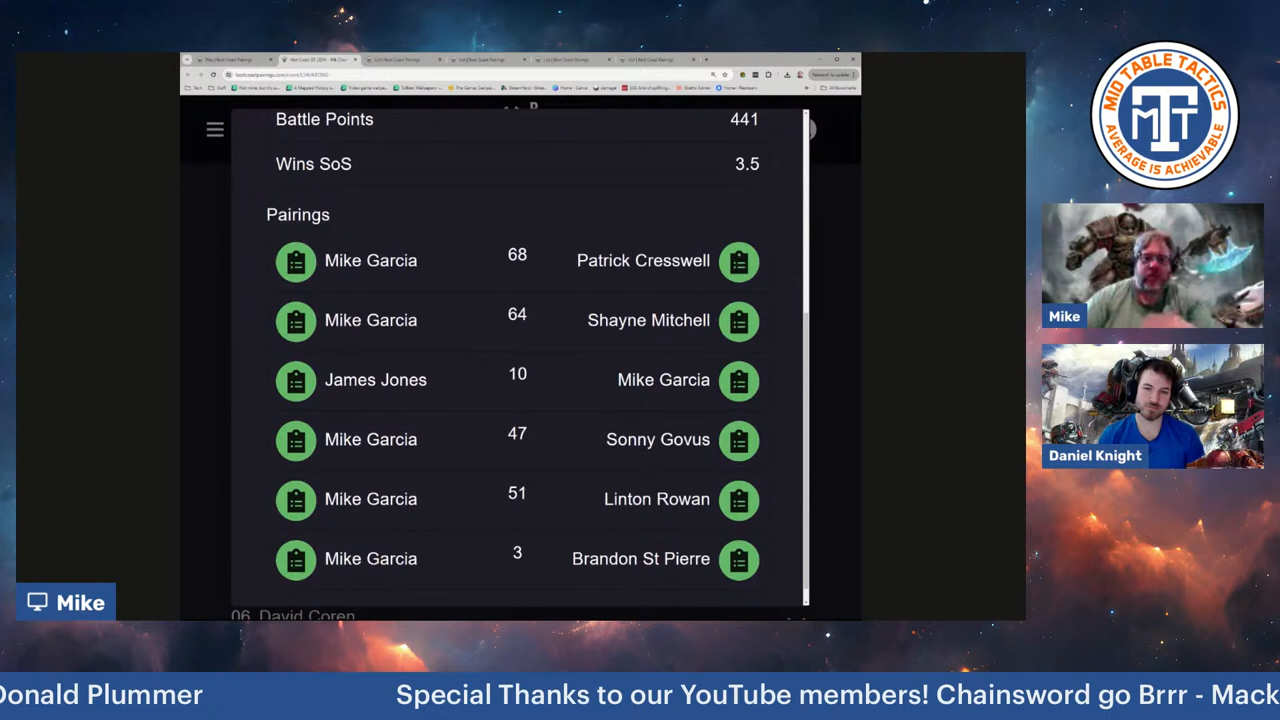 MID TABLE TACTICS
MTT
AVERAGE IS ACHIEVABLE
Battle Points 441
Wins SoS 3.5
Pairings
Mike Garcia 68 Patrick Cresswell
Mike Garcia 64 Shayne Mitchell
James Jones 10 Mike Garcia
Mike Garcia 47 Sonny Govus
Mike Garcia 51 Linton Rowan
Mike Garcia 3 Brandon St Pierre
06. David Coren
Mike
Daniel Knight
Mike
Donald Plummer Special Thanks to our YouTube members! Chainsword go Brrr - Mack